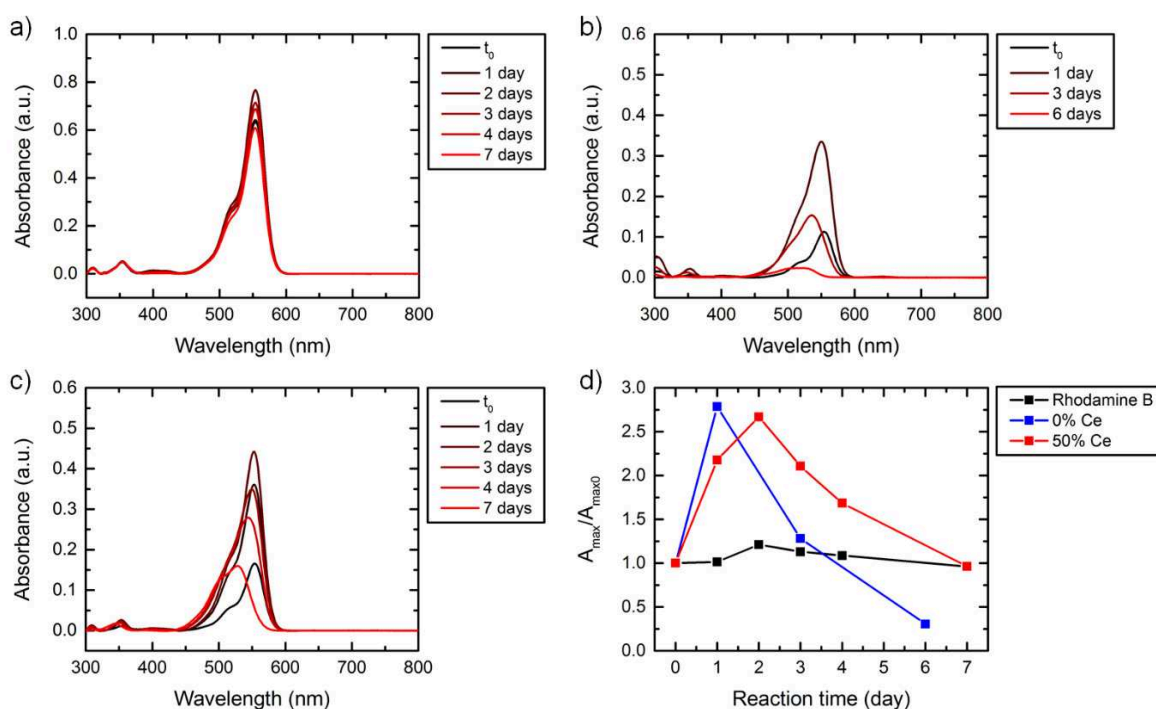 a)
1.0
0.8
0.6
0.4
0.2
0.0
Absorbance (a.u.)
300 400 500 600 700 800
Wavelength (nm)
t₀
1 day
2 days
3 days
4 days
7 days
b)
0.6
0.5
0.4
0.3
0.2
0.1
0.0
Absorbance (a.u.)
300 400 500 600 700 800
Wavelength (nm)
t₀
1 day
3 days
6 days
c)
0.6
0.5
0.4
0.3
0.2
0.1
0.0
Absorbance (a.u.)
300 400 500 600 700 800
Wavelength (nm)
t₀
1 day
2 days
3 days
4 days
7 days
d)
3.0
2.5
2.0
1.5
1.0
0.5
0.0
A_max/A_max0
0 1 2 3 4 5 6 7
Reaction time (day)
Rhodamine B
0% Ce
50% Ce